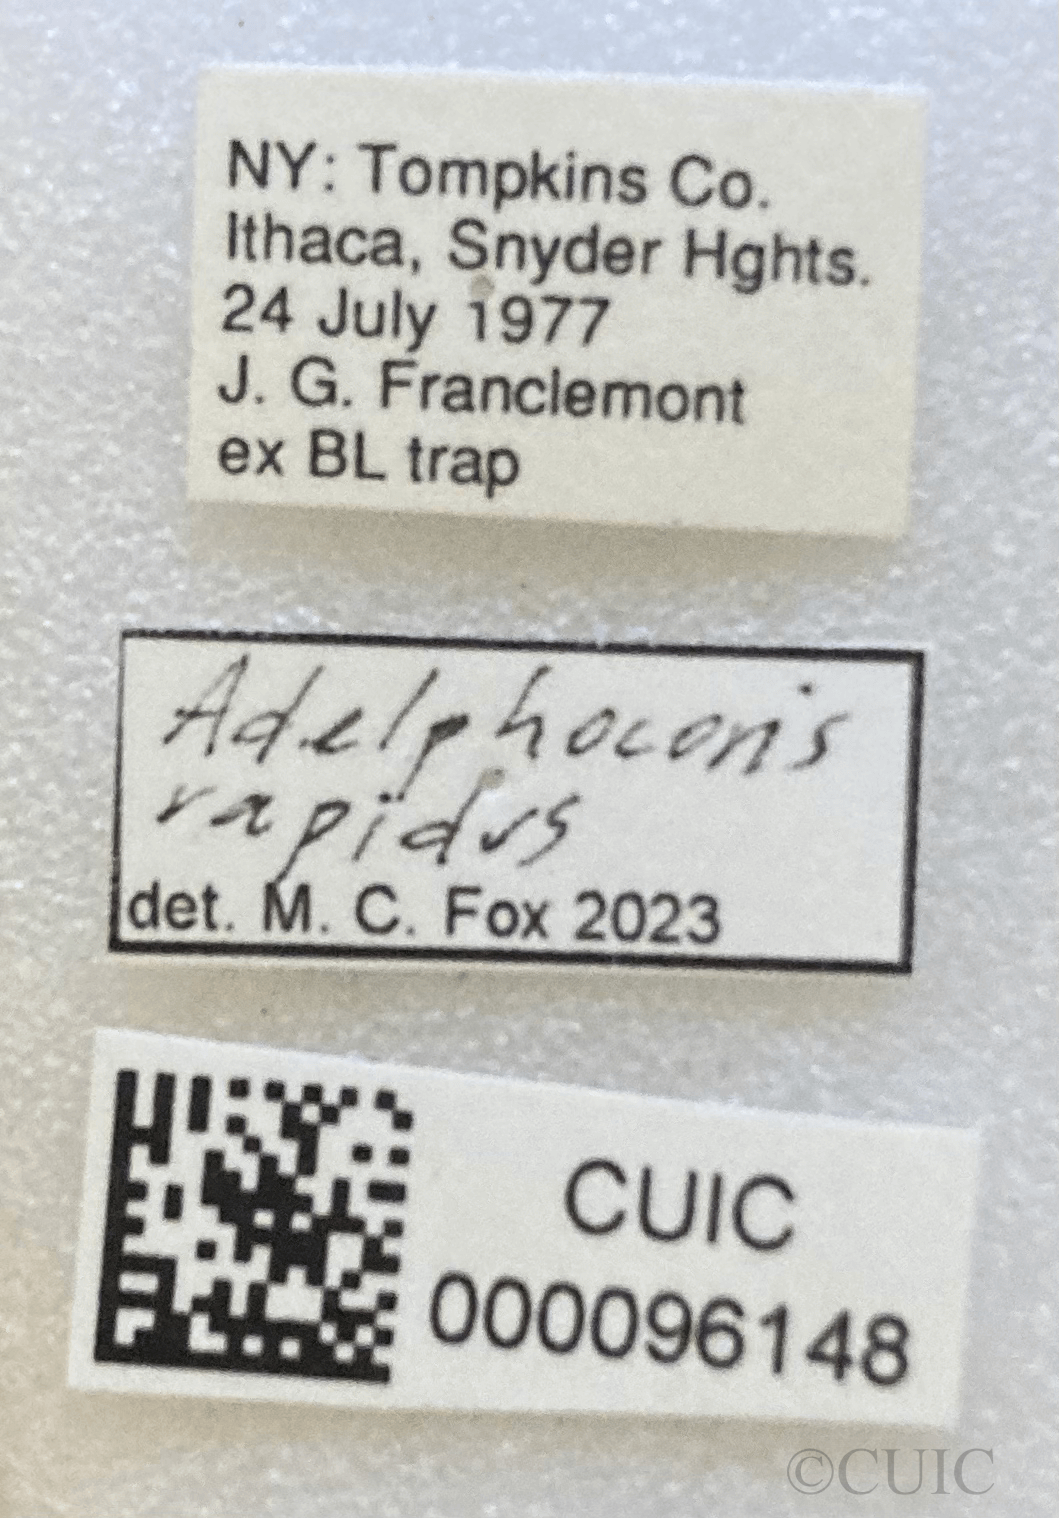 NY: Tompkins Co.
Ithaca, Snyder Hghts.
24 July 1977
J. G. Franclemont
ex BL trap
Adelphocoris
rapidus
det. M. C. Fox 2023
CUIC
000096148
©CUIC